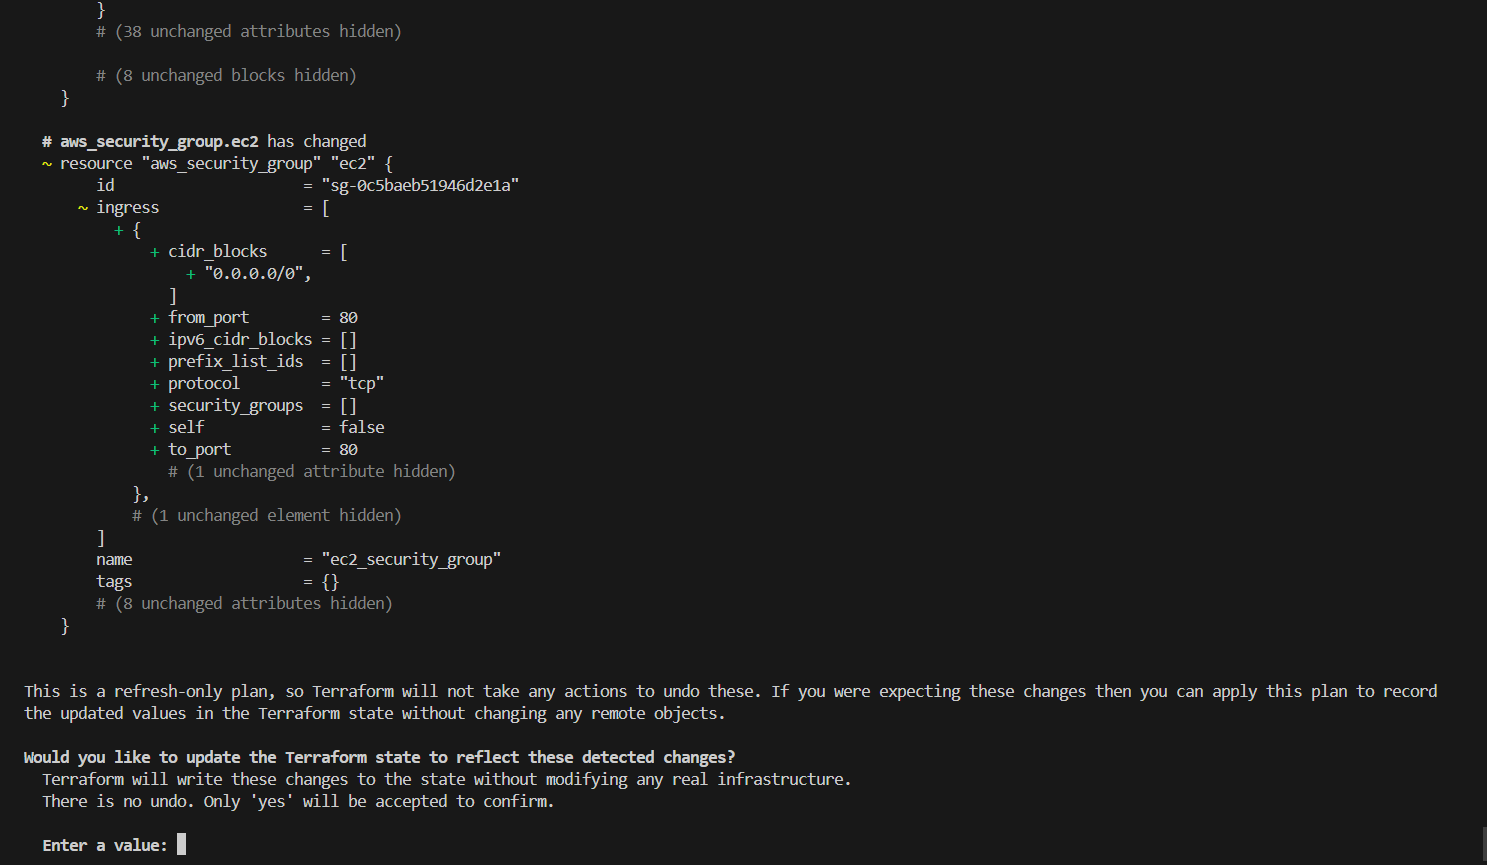 }
# (38 unchanged attributes hidden)
# (8 unchanged blocks hidden)
}
# aws_security_group.ec2 has changed
~ resource "aws_security_group" "ec2" {
id = "sg-0c5baeb51946d2e1a"
~ ingress = [
+ {
+ cidr_blocks = [
+ "0.0.0.0/0",
]
+ from_port = 80
+ ipv6_cidr_blocks = []
+ prefix_list_ids = []
+ protocol = "tcp"
+ security_groups = []
+ self = false
+ to_port = 80
# (1 unchanged attribute hidden)
},
# (1 unchanged element hidden)
]
name = "ec2_security_group"
tags = {}
# (8 unchanged attributes hidden)
}
This is a refresh-only plan, so Terraform will not take any actions to undo these. If you were expecting these changes then you can apply this plan to record
the updated values in the Terraform state without changing any remote objects.
Would you like to update the Terraform state to reflect these detected changes?
Terraform will write these changes to the state without modifying any real infrastructure.
There is no undo. Only 'yes' will be accepted to confirm.
Enter a value: